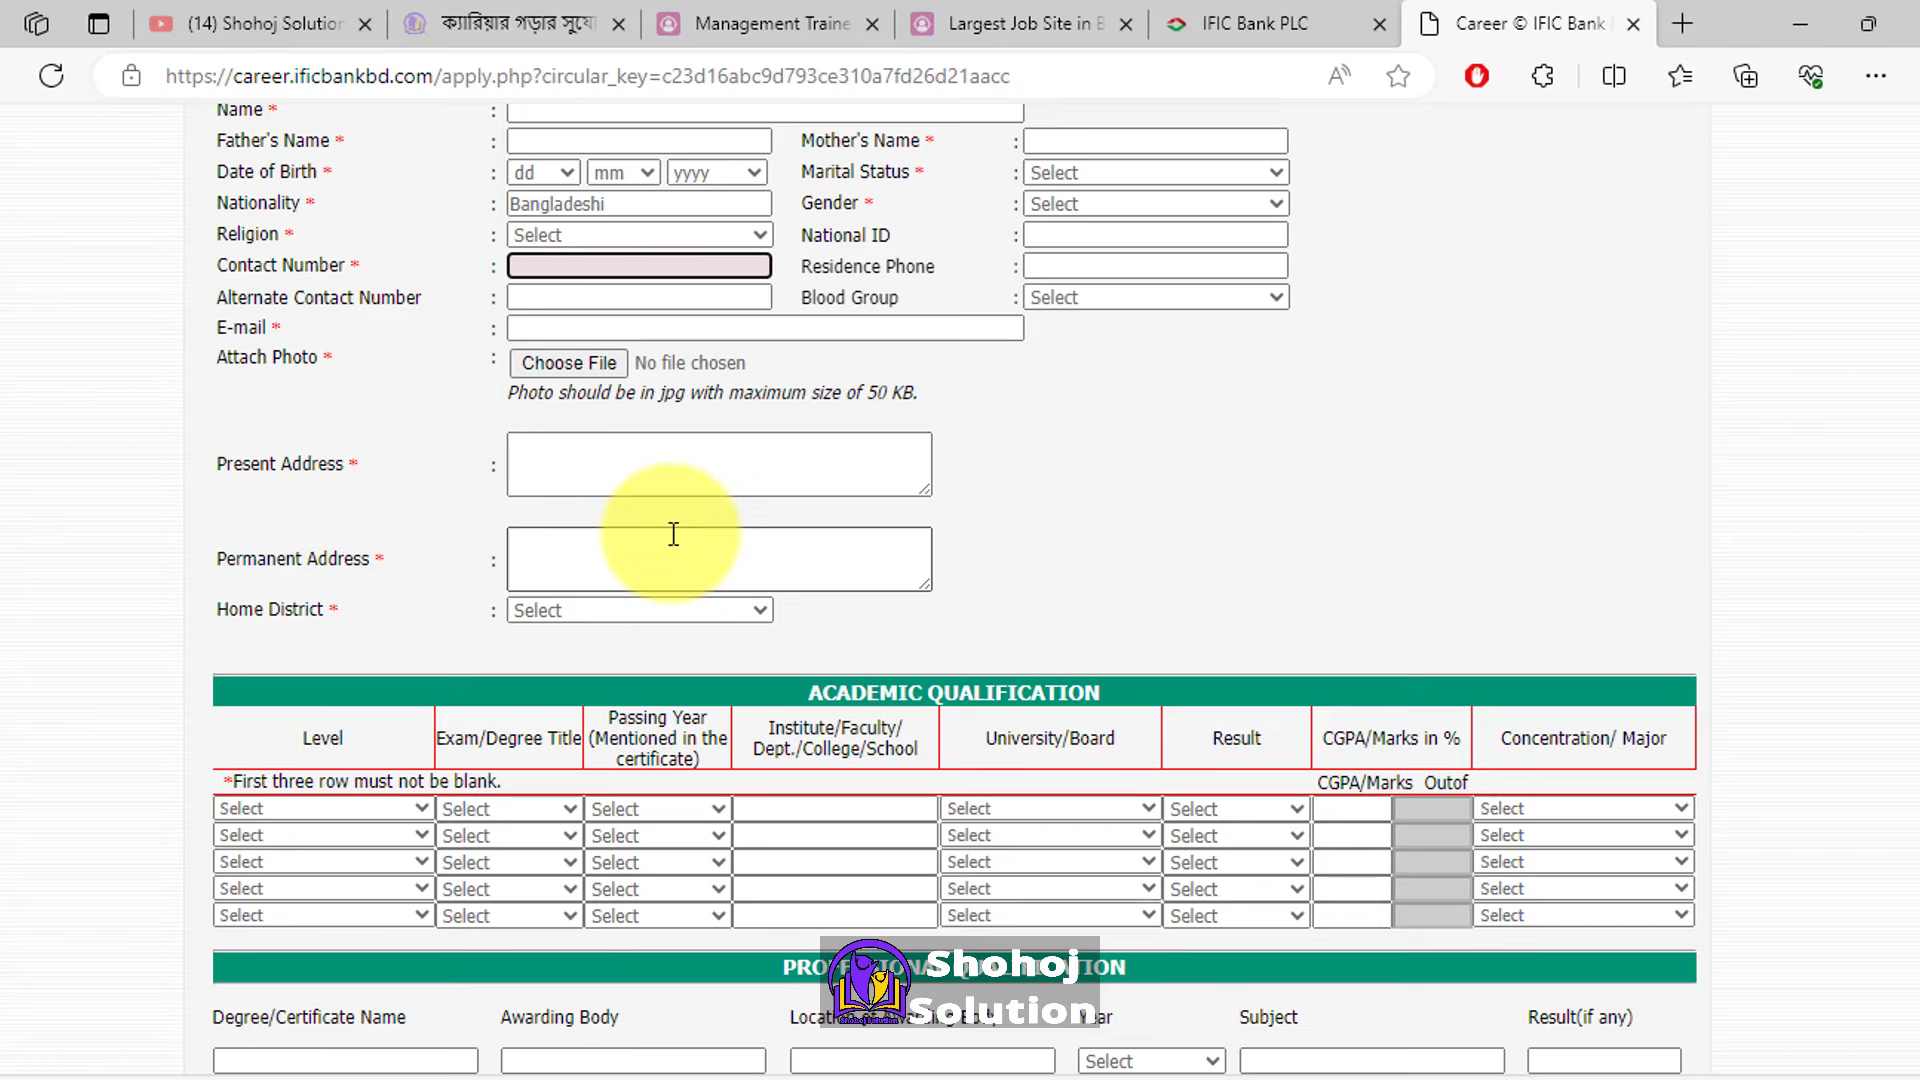 (14) Shohoj Solution
ক্যারিয়ার গড়ার সুযো
Management Traine
Largest Job Site in B
IFIC Bank PLC
Career © IFIC Bank
https://career.ificbankbd.com/apply.php?circular_key=c23d16abc9d793ce310a7fd26d21aacc
Name * :
Father's Name * : Mother's Name * :
Date of Birth * : dd mm yyyy Marital Status * : Select
Nationality * : Bangladeshi Gender * : Select
Religion * : Select National ID :
Contact Number * : Residence Phone :
Alternate Contact Number : Blood Group : Select
E-mail * :
Attach Photo * : Choose File No file chosen
Photo should be in jpg with maximum size of 50 KB.
Present Address * :
Permanent Address * :
Home District * : Select
ACADEMIC QUALIFICATION
Level
Exam/Degree Title
Passing Year
(Mentioned in the
certificate)
Institute/Faculty/
Dept./College/School
University/Board
Result
CGPA/Marks in %
Concentration/ Major
*First three row must not be blank. CGPA/Marks Outof
Select Select Select Select Select Select
Select Select Select Select Select Select
Select Select Select Select Select Select
Select Select Select Select Select Select
Select Select Select Select Select Select
Shohoj
Solution
Degree/Certificate Name Awarding Body Year Subject Result(if any)
Select